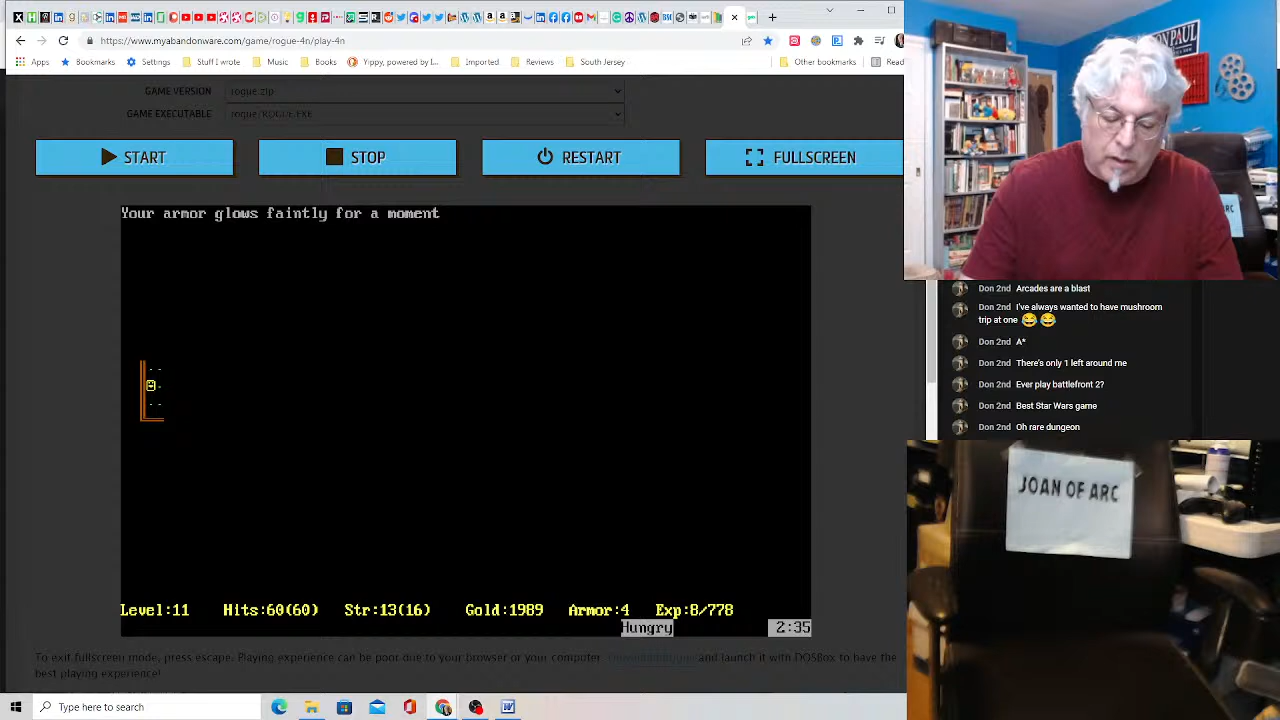 https://www.myabandonware.com/game/rogue-4n/play-4n
Apps
Bookmarks
Settings
Stuff I wrote
Music
Books
Yippy, powered by I...
Imported
Reviews
South Jersey
Other bookmarks
GAME VERSION
rogue.zip
GAME EXECUTABLE
rogue/ROGUE.EXE
START
STOP
RESTART
FULLSCREEN
Your armor glows faintly for a moment
Level:11 Hits:60(60) Str:13(16) Gold:1989 Armor:4 Exp:8/778
Hungry 2:35
To exit fullscreen mode, press escape. Playing experience can be poor due to your browser or your computer.
and launch it with DOSBox to have the
best playing experience!
Don 2nd Arcades are a blast
Don 2nd I've always wanted to have mushroom
trip at one 😂 😂
Don 2nd A*
Don 2nd There's only 1 left around me
Don 2nd Ever play battlefront 2?
Don 2nd Best Star Wars game
Don 2nd Oh rare dungeon
JOAN OF ARC
Type here to search